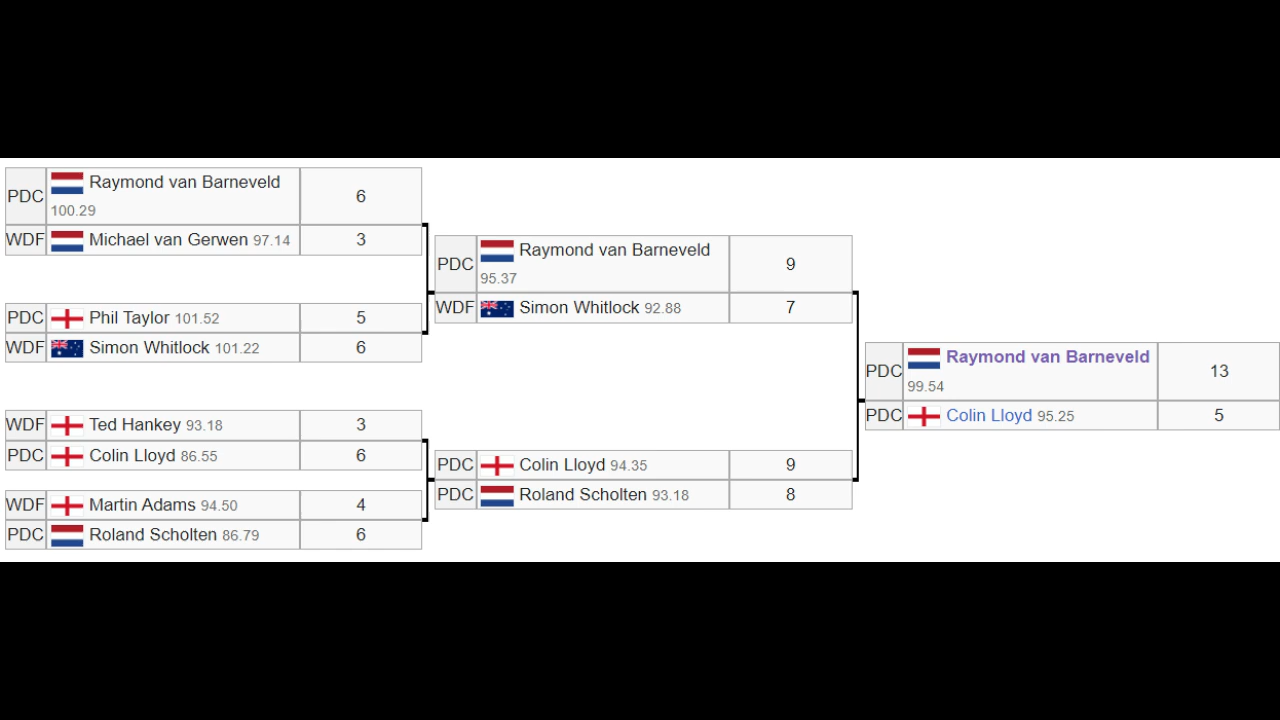 PDC Raymond van Barneveld 6
100.29
WDF Michael van Gerwen 97.14 3
PDC Phil Taylor 101.52 5
WDF Simon Whitlock 101.22 6
WDF Ted Hankey 93.18 3
PDC Colin Lloyd 86.55 6
WDF Martin Adams 94.50 4
PDC Roland Scholten 86.79 6
PDC Raymond van Barneveld 9
95.37
WDF Simon Whitlock 92.88 7
PDC Colin Lloyd 94.35 9
PDC Roland Scholten 93.18 8
PDC Raymond van Barneveld 13
99.54
PDC Colin Lloyd 95.25 5